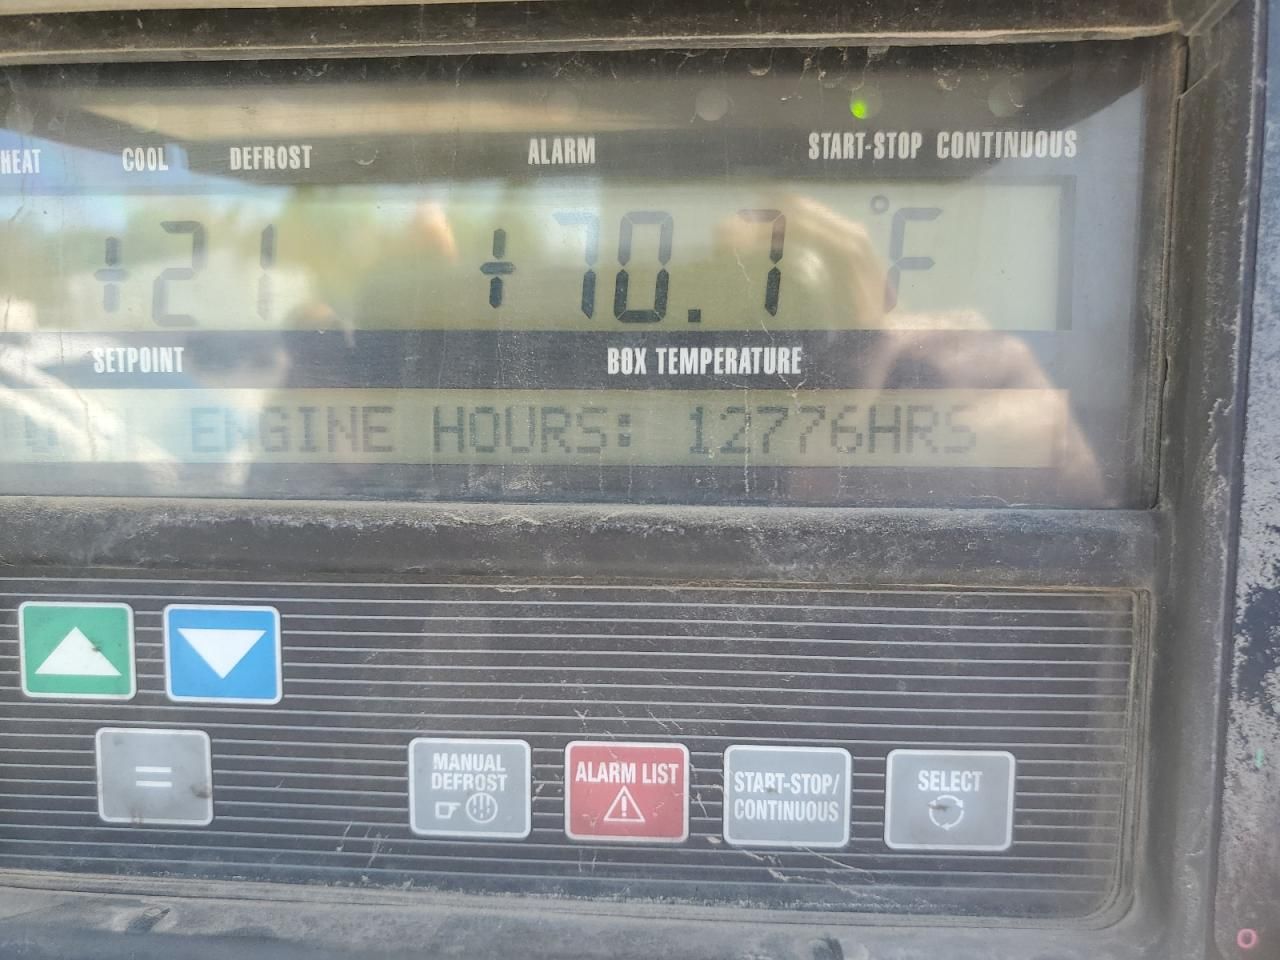 HEAT COOL DEFROST ALARM START-STOP CONTINUOUS
+21 +70.7 °F
SETPOINT BOX TEMPERATURE
ENGINE HOURS: 12776HRS
=
MANUAL DEFROST
ALARM LIST
START-STOP/
CONTINUOUS
SELECT